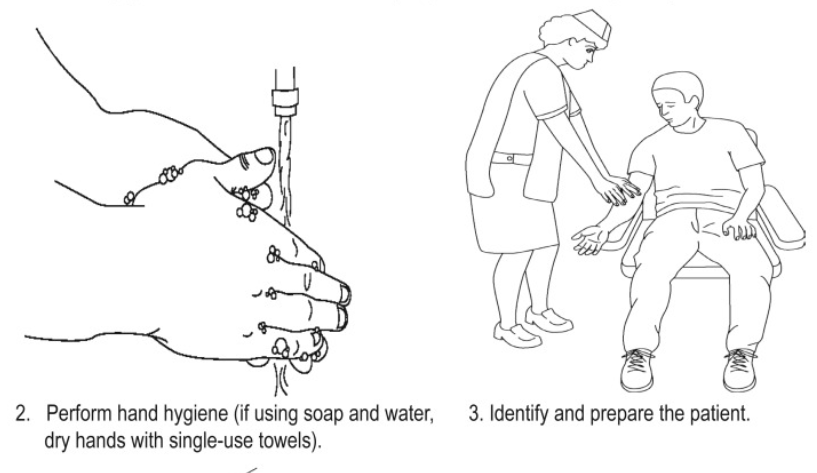 2. Perform hand hygiene (if using soap and water,
dry hands with single-use towels).
3. Identify and prepare the patient.